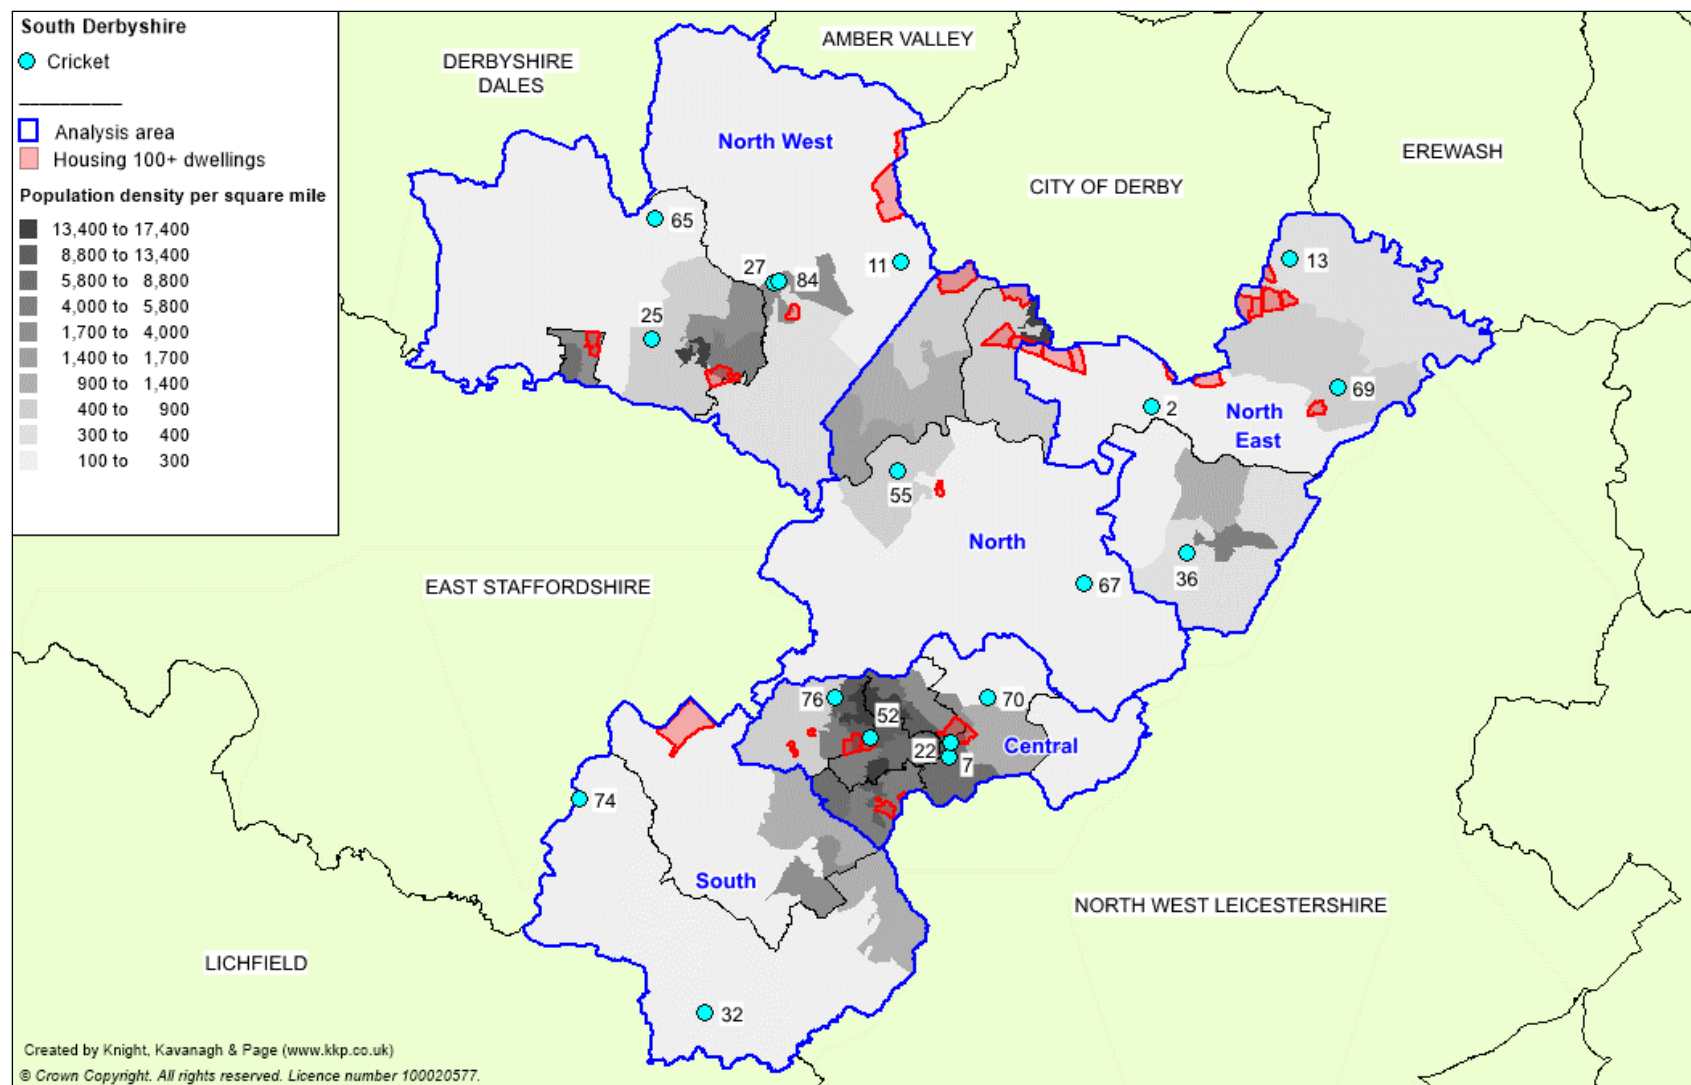 South Derbyshire
Cricket
Analysis area
Housing 100+ dwellings
Population density per square mile
13,400 to 17,400
8,800 to 13,400
5,800 to 8,800
4,000 to 5,800
1,700 to 4,000
1,400 to 1,700
900 to 1,400
400 to 900
300 to 400
100 to 300
AMBER VALLEY
DERBYSHIRE
DALES
North West
EREWASH
CITY OF DERBY
65
13
11
27
84
25
69
2
North
East
55
North
36
67
EAST STAFFORDSHIRE
76
70
52
Central
22
7
74
South
NORTH WEST LEICESTERSHIRE
LICHFIELD
32
Created by Knight, Kavanagh & Page (www.kkp.co.uk)
© Crown Copyright. All rights reserved. Licence number 100020577.